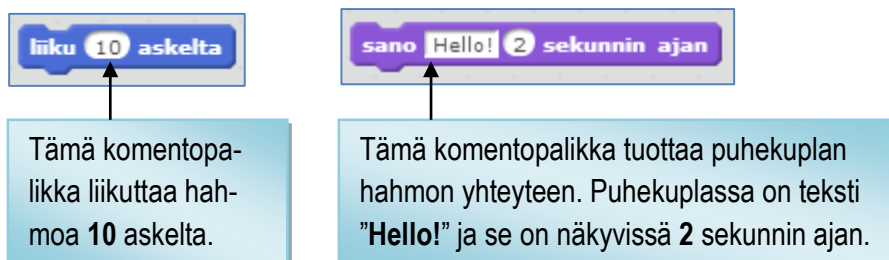 liiku 10 askelta
sano Hello! 2 sekunnin ajan
Tämä komentopa-
likka liikuttaa hah-
moa 10 askelta.
Tämä komentopalikka tuottaa puhekuplan
hahmon yhteyteen. Puhekuplassa on teksti
”Hello!” ja se on näkyvissä 2 sekunnin ajan.